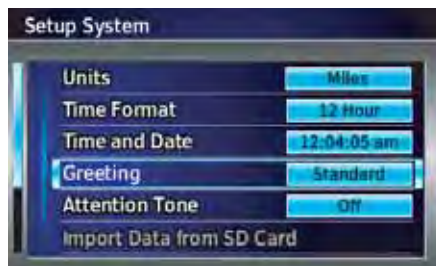 Setup System
Units Miles
Time Format 12 Hour
Time and Date 12:04:05 am
Greeting Standard
Attention Tone Off
Import Data from SD Card